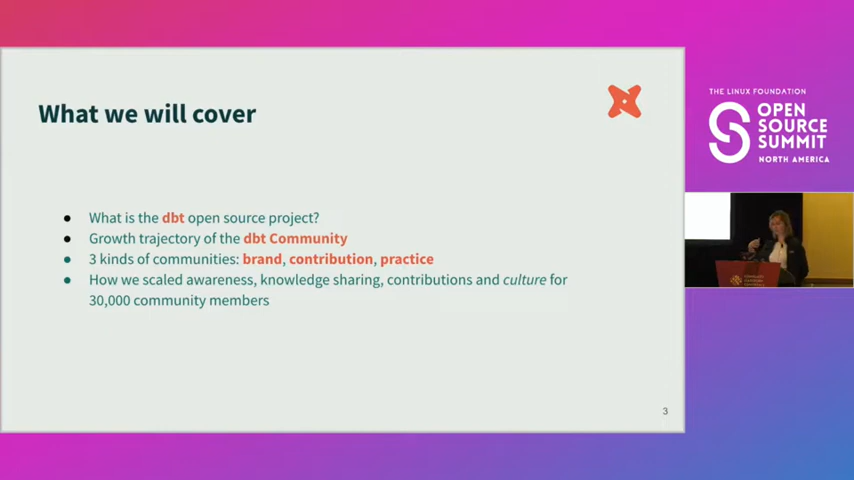 What we will cover
● What is the dbt open source project?
● Growth trajectory of the dbt Community
● 3 kinds of communities: brand, contribution, practice
● How we scaled awareness, knowledge sharing, contributions and culture for
30,000 community members
3
THE LINUX FOUNDATION
OPEN
SOURCE
SUMMIT
NORTH AMERICA